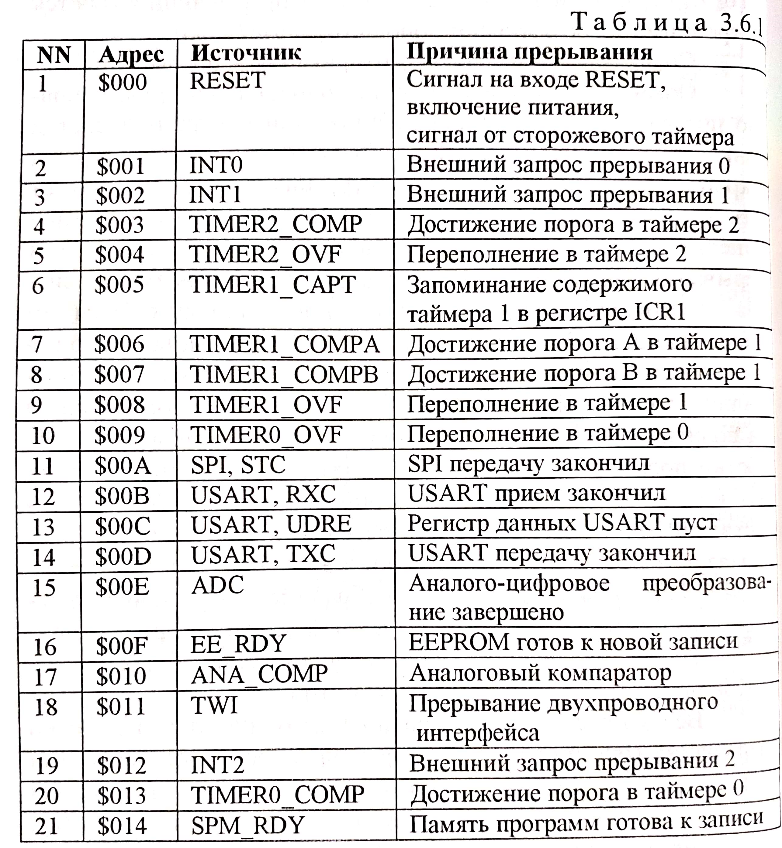 Таблица 3.6.1
NN Адрес Источник Причина прерывания
1 $000 RESET Сигнал на входе RESET,
включение питания,
сигнал от сторожевого таймера
2 $001 INT0 Внешний запрос прерывания 0
3 $002 INT1 Внешний запрос прерывания 1
4 $003 TIMER2_COMP Достижение порога в таймере 2
5 $004 TIMER2_OVF Переполнение в таймере 2
6 $005 TIMER1_CAPT Запоминание содержимого
таймера 1 в регистре ICR1
7 $006 TIMER1_COMPA Достижение порога A в таймере 1
8 $007 TIMER1_COMPB Достижение порога B в таймере 1
9 $008 TIMER1_OVF Переполнение в таймере 1
10 $009 TIMER0_OVF Переполнение в таймере 0
11 $00A SPI, STC SPI передачу закончил
12 $00B USART, RXC USART прием закончил
13 $00C USART, UDRE Регистр данных USART пуст
14 $00D USART, TXC USART передачу закончил
15 $00E ADC Аналого-цифровое преобразова-
ние завершено
16 $00F EE_RDY EEPROM готов к новой записи
17 $010 ANA_COMP Аналоговый компаратор
18 $011 TWI Прерывание двухпроводного
интерфейса
19 $012 INT2 Внешний запрос прерывания 2
20 $013 TIMER0_COMP Достижение порога в таймере 0
21 $014 SPM_RDY Память программ готова к записи